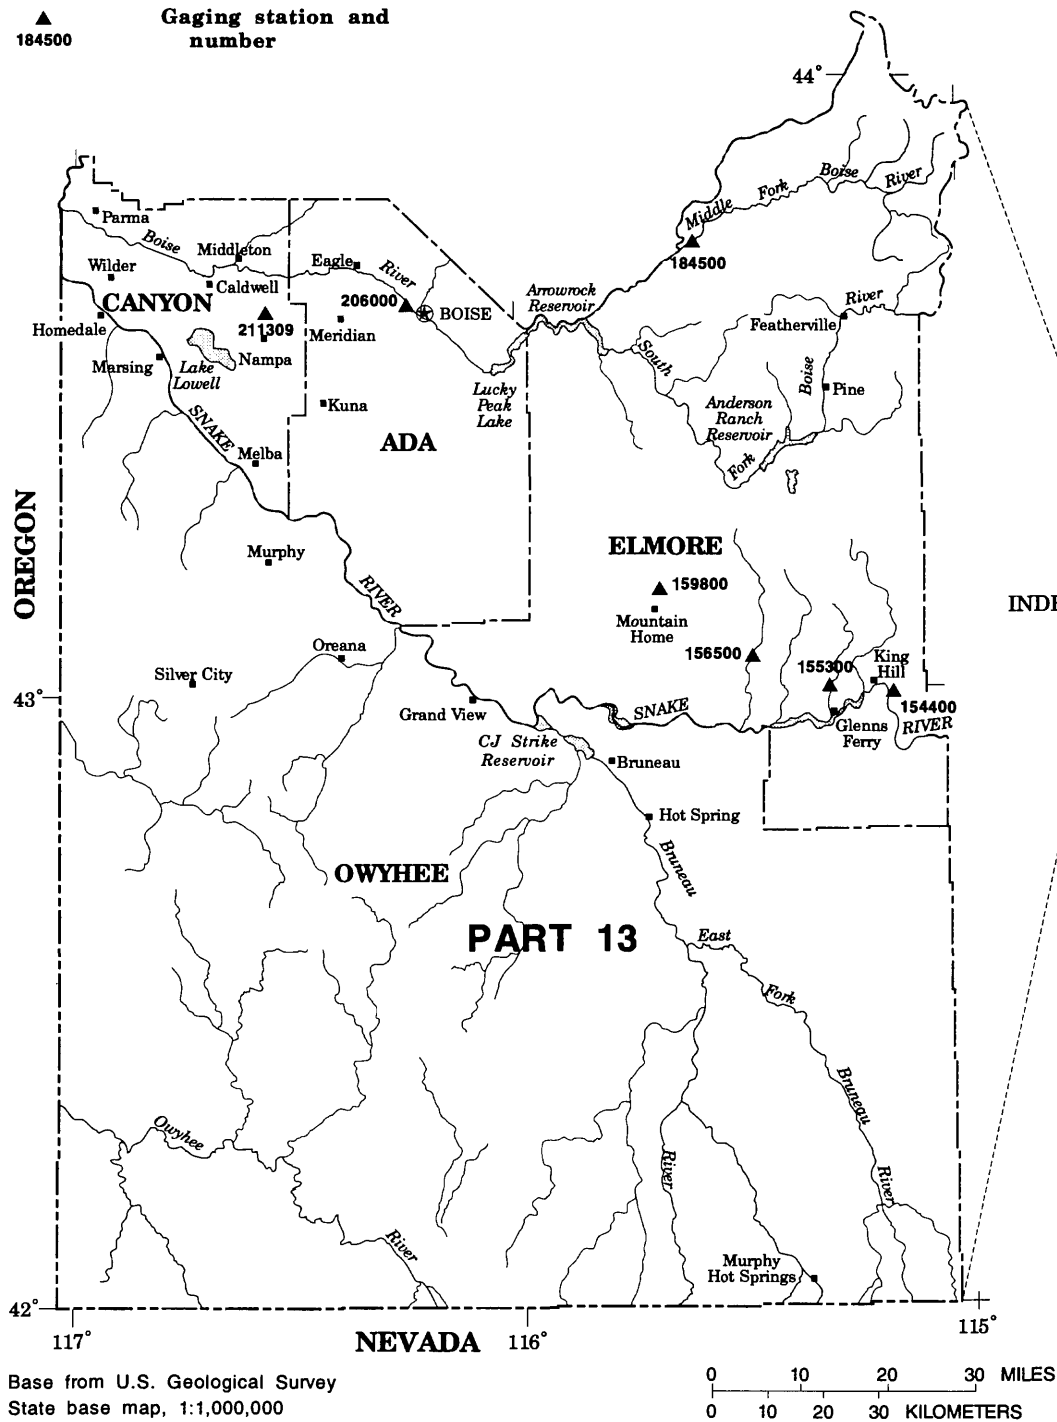 Gaging station and
number
184500
44°
Middle Fork Boise River
184500
Parma
Boise
Middleton
Eagle
River
Wilder
Caldwell
CANYON
206000
BOISE
Arrowrock
Reservoir
River
Featherville
Homedale
211309
Nampa
Meridian
Marsing
Lake
Lowell
South
Boise
Pine
Lucky
Peak
Lake
Anderson
Ranch
Reservoir
Kuna
SNAKE
ADA
Fork
Melba
OREGON
Murphy
ELMORE
159800
Mountain
Home
RIVER
INDE
Oreana
156500
155300
King
Hill
Silver City
43°
154400
Grand View
SNAKE
Glenns
Ferry
RIVER
CJ Strike
Reservoir
Bruneau
Hot Spring
OWYHEE
Bruneau
PART 13
East
Fork
Bruneau
Owyhee
River
River
River
Murphy
Hot Springs
42°
117°
NEVADA
116°
115°
Base from U.S. Geological Survey
State base map, 1:1,000,000
0 10 20 30 MILES
0 10 20 30 KILOMETERS